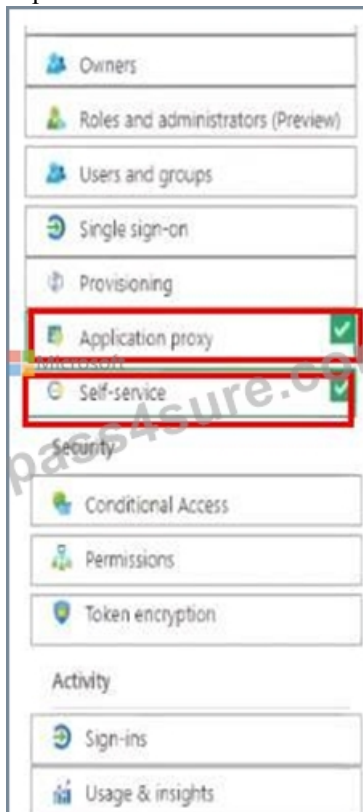 Owners
Roles and administrators (Preview)
Users and groups
Single sign-on
Provisioning
Application proxy
Microsoft
Self-service
pass4sure.co
Security
Conditional Access
Permissions
Token encryption
Activity
Sign-ins
Usage & insights